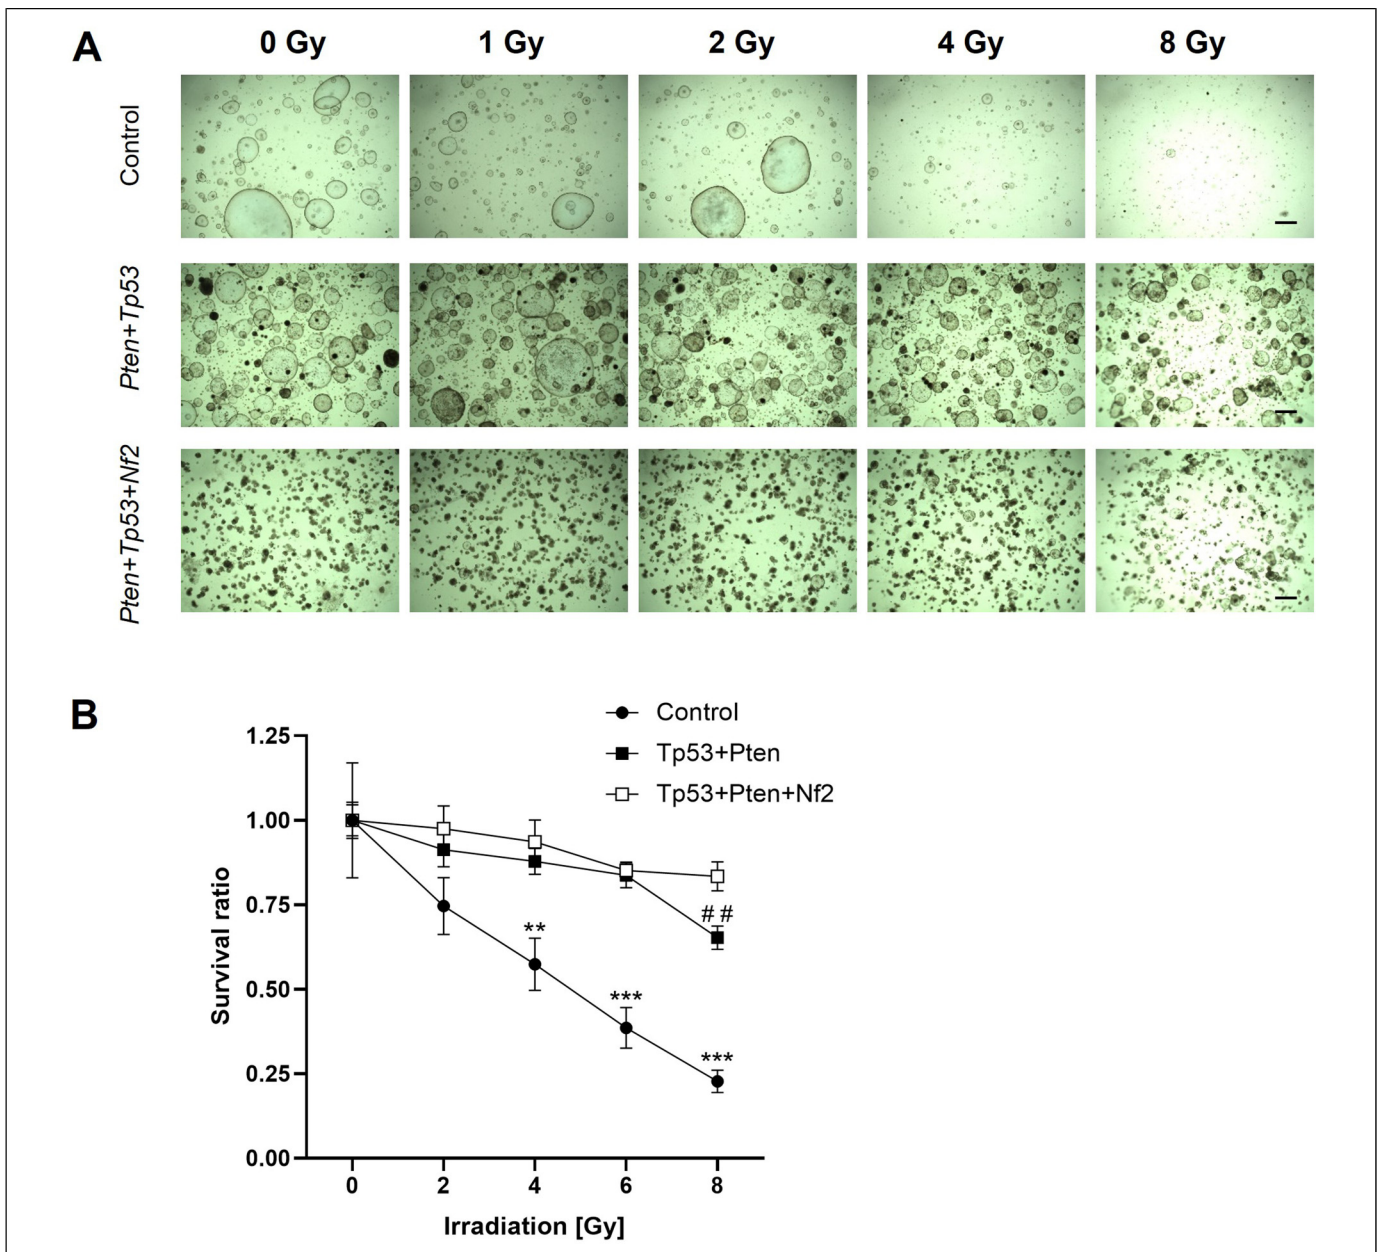 A
0 Gy 1 Gy 2 Gy 4 Gy 8 Gy
Control
Pten+Tp53
Pten+Tp53+Nf2
B
Control
Tp53+Pten
Tp53+Pten+Nf2
1.25
1.00
0.75
0.50
0.25
0.00
Survival ratio
##
**
***
***
0 2 4 6 8
Irradiation [Gy]